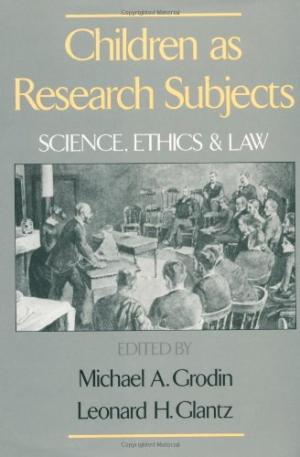 Children as
Research Subjects
SCIENCE, ETHICS & LAW
EDITED BY
Michael A. Grodin
Leonard H. Glantz